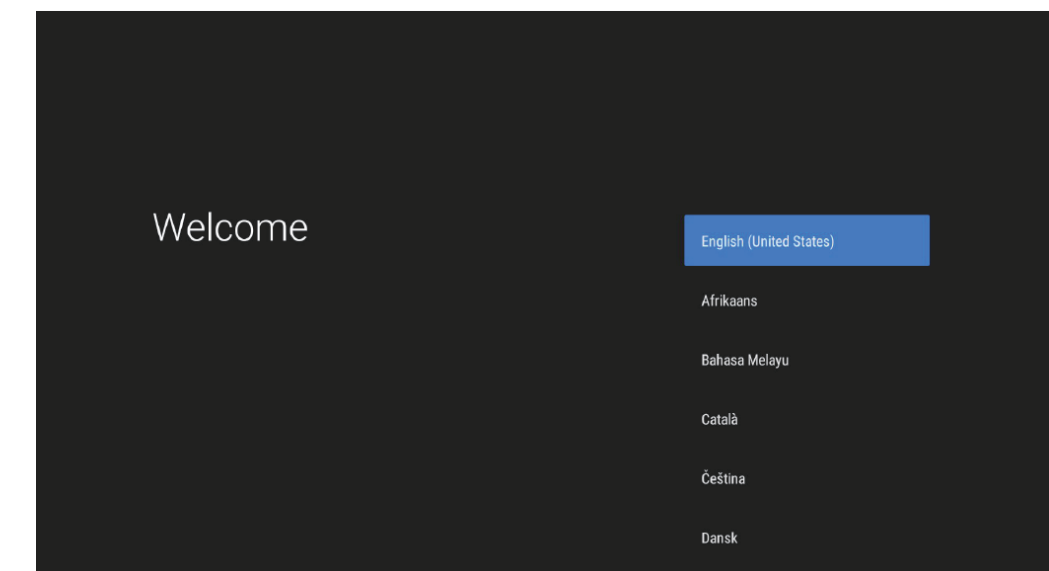 Welcome
English (United States)
Afrikaans
Bahasa Melayu
Català
Čeština
Dansk